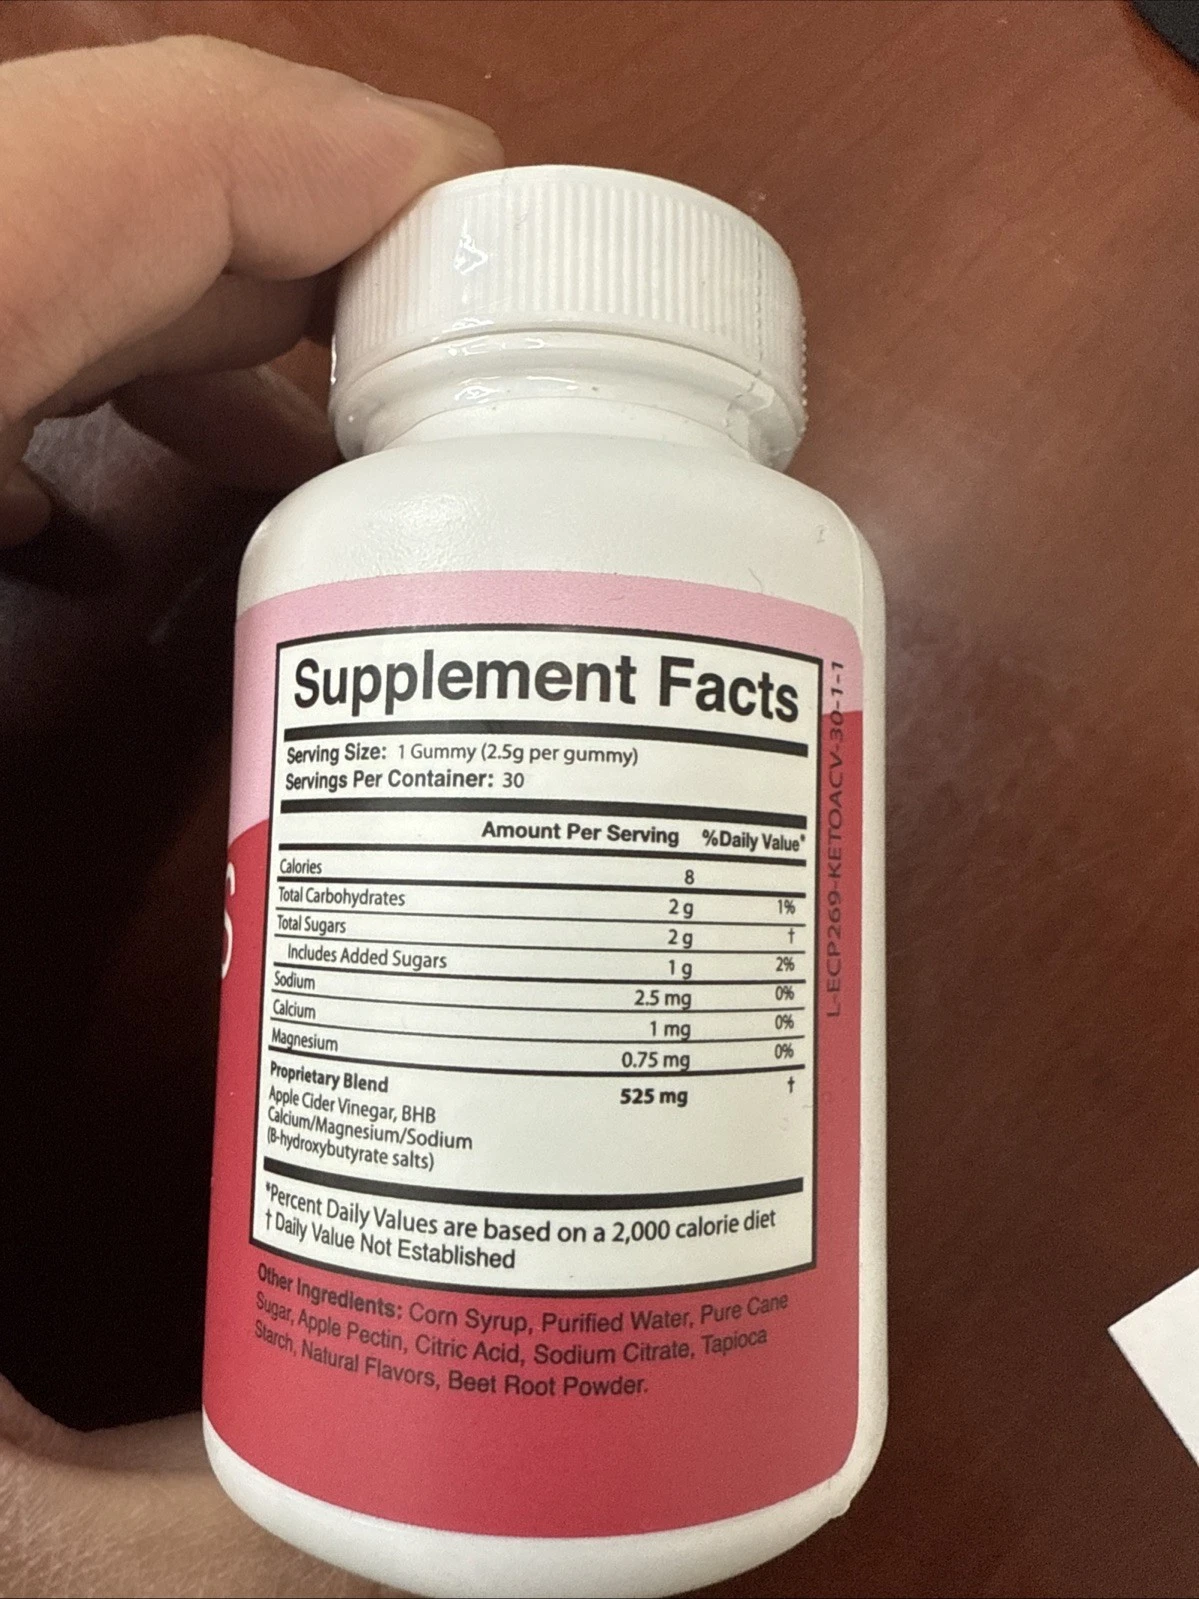 Supplement Facts
Serving Size: 1 Gummy (2.5g per gummy)
Servings Per Container: 30
Amount Per Serving %Daily Value*
Calories 8
Total Carbohydrates 2 g 1%
Total Sugars 2 g †
Includes Added Sugars 1 g 2%
Sodium 2.5 mg 0%
Calcium 1 mg 0%
Magnesium 0.75 mg 0%
Proprietary Blend 525 mg †
Apple Cider Vinegar, BHB
Calcium/Magnesium/Sodium
(B-hydroxybutyrate salts)
*Percent Daily Values are based on a 2,000 calorie diet
† Daily Value Not Established
Other Ingredients: Corn Syrup, Purified Water, Pure Cane
Sugar, Apple Pectin, Citric Acid, Sodium Citrate, Tapioca
Starch, Natural Flavors, Beet Root Powder.
L-ECP269-KETOACV-30-1-1